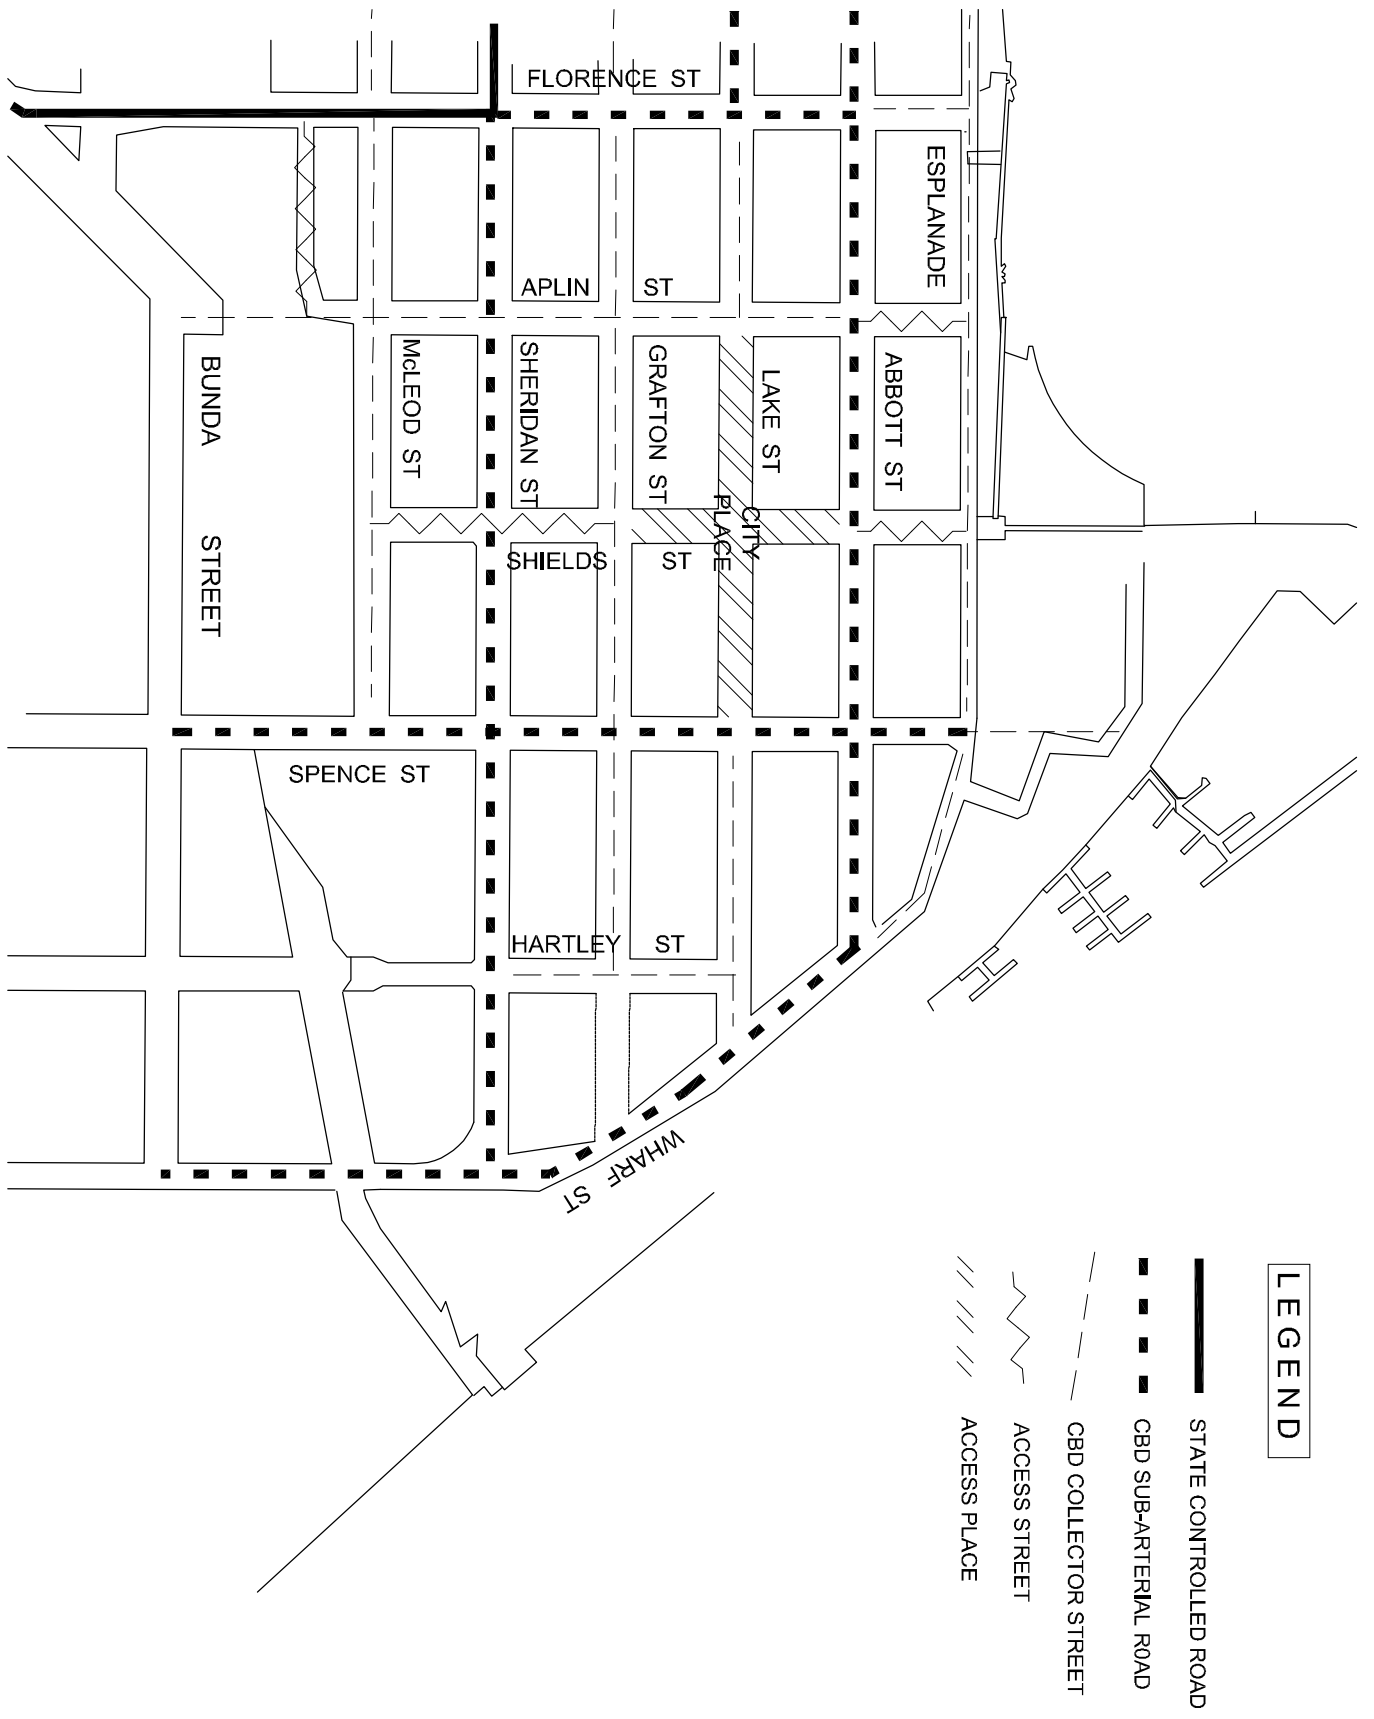 FLORENCE ST
ESPLANADE
APLIN ST
BUNDA STREET
McLEOD ST
SHERIDAN ST
GRAFTON ST
LAKE ST
ABBOTT ST
CITY
PLACE
SHIELDS ST
SPENCE ST
HARTLEY ST
WHARF ST
LEGEND
STATE CONTROLLED ROAD
CBD SUB-ARTERIAL ROAD
CBD COLLECTOR STREET
ACCESS STREET
ACCESS PLACE